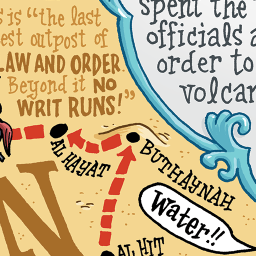 is "the last
est outpost of
LAW AND ORDER.
Beyond it NO
WRIT RUNS!"
spent the
officials a
order to
volcar
AL HAYAT
BUTHAYNAH
Water!!
N
AL HIT